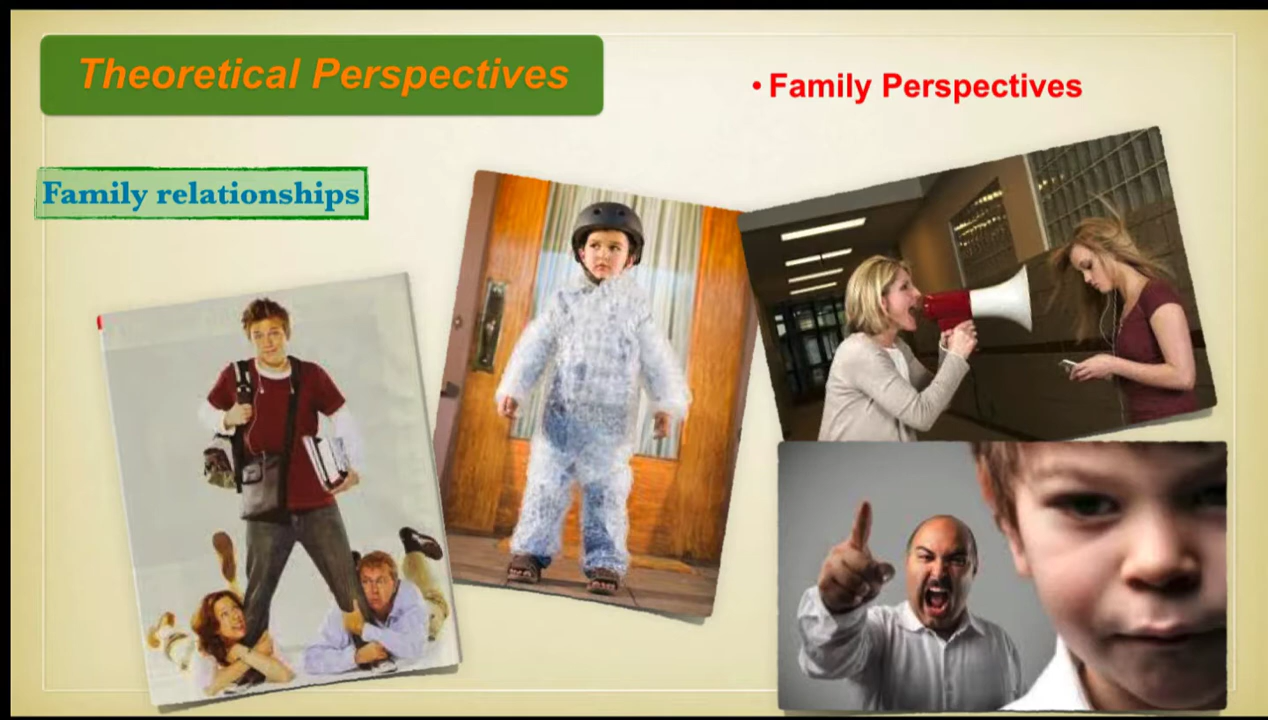 Theoretical Perspectives
• Family Perspectives
Family relationships